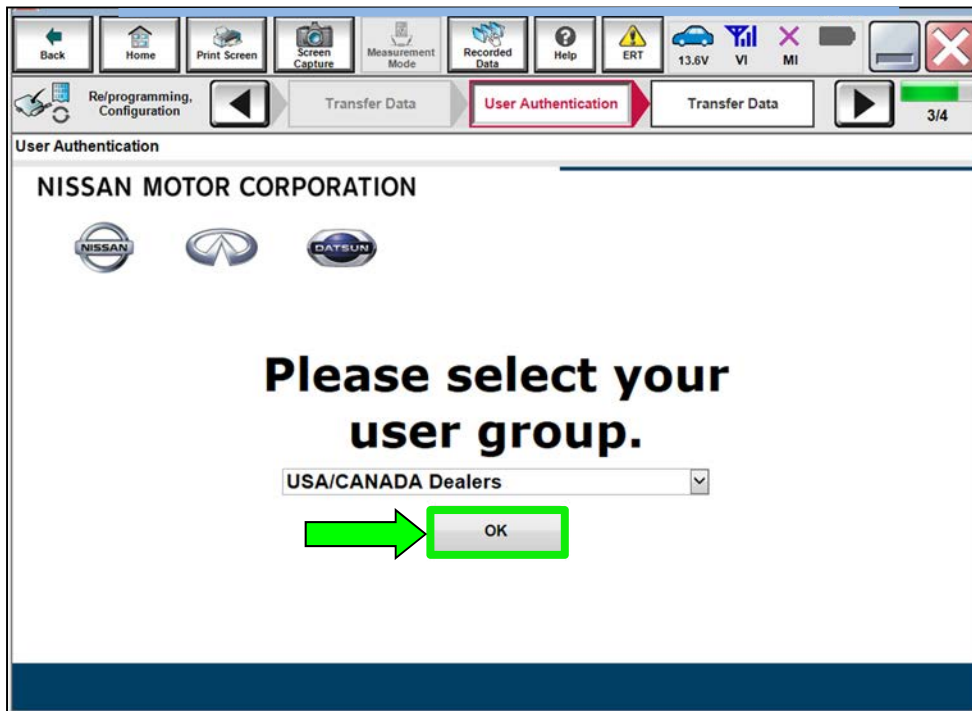 Back
Home
Print Screen
Screen
Capture
Measurement
Mode
Recorded
Data
Help
ERT
13.6V
VI
MI
Re/programming,
Configuration
Transfer Data
User Authentication
Transfer Data
3/4
User Authentication
NISSAN MOTOR CORPORATION
NISSAN
DATSUN
Please select your
user group.
USA/CANADA Dealers
OK